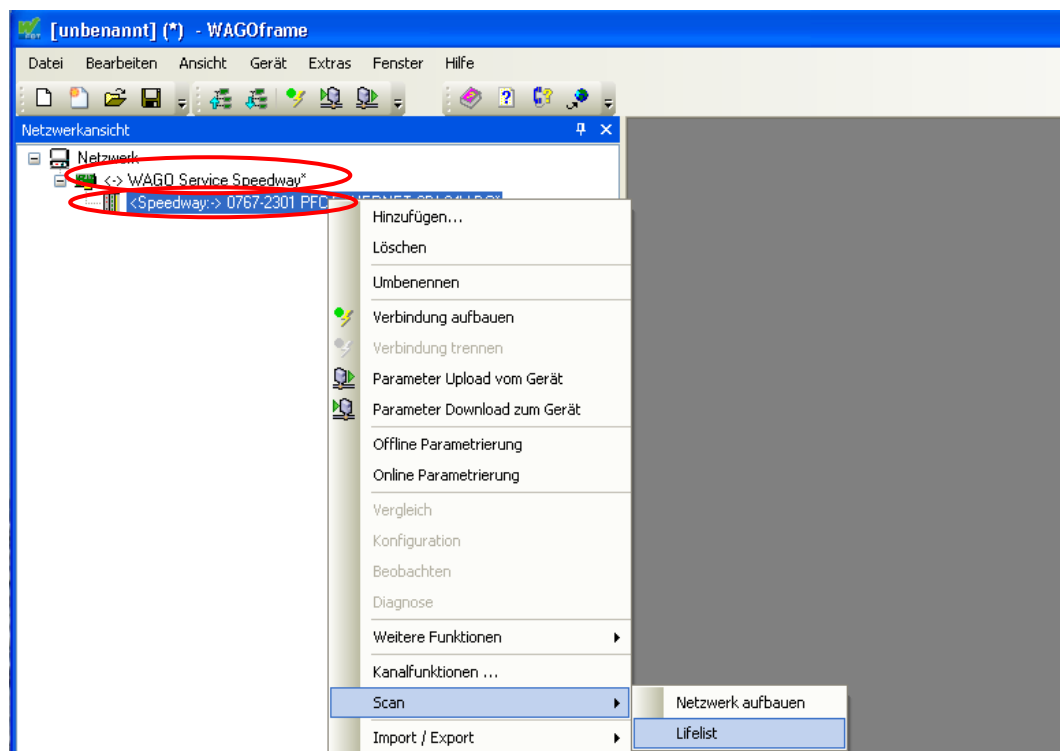 [unbenannt] (*) - WAGOframe
Datei Bearbeiten Ansicht Gerät Extras Fenster Hilfe
Netzwerkansicht
Netzwerk
<-> WAGO Service Speedway*
<Speedway:-> 0767-2301 PFC
Hinzufügen...
Löschen
Umbenennen
Verbindung aufbauen
Verbindung trennen
Parameter Upload vom Gerät
Parameter Download zum Gerät
Offline Parametrierung
Online Parametrierung
Vergleich
Konfiguration
Beobachten
Diagnose
Weitere Funktionen
Kanalfunktionen ...
Scan
Netzwerk aufbauen
Lifelist
Import / Export